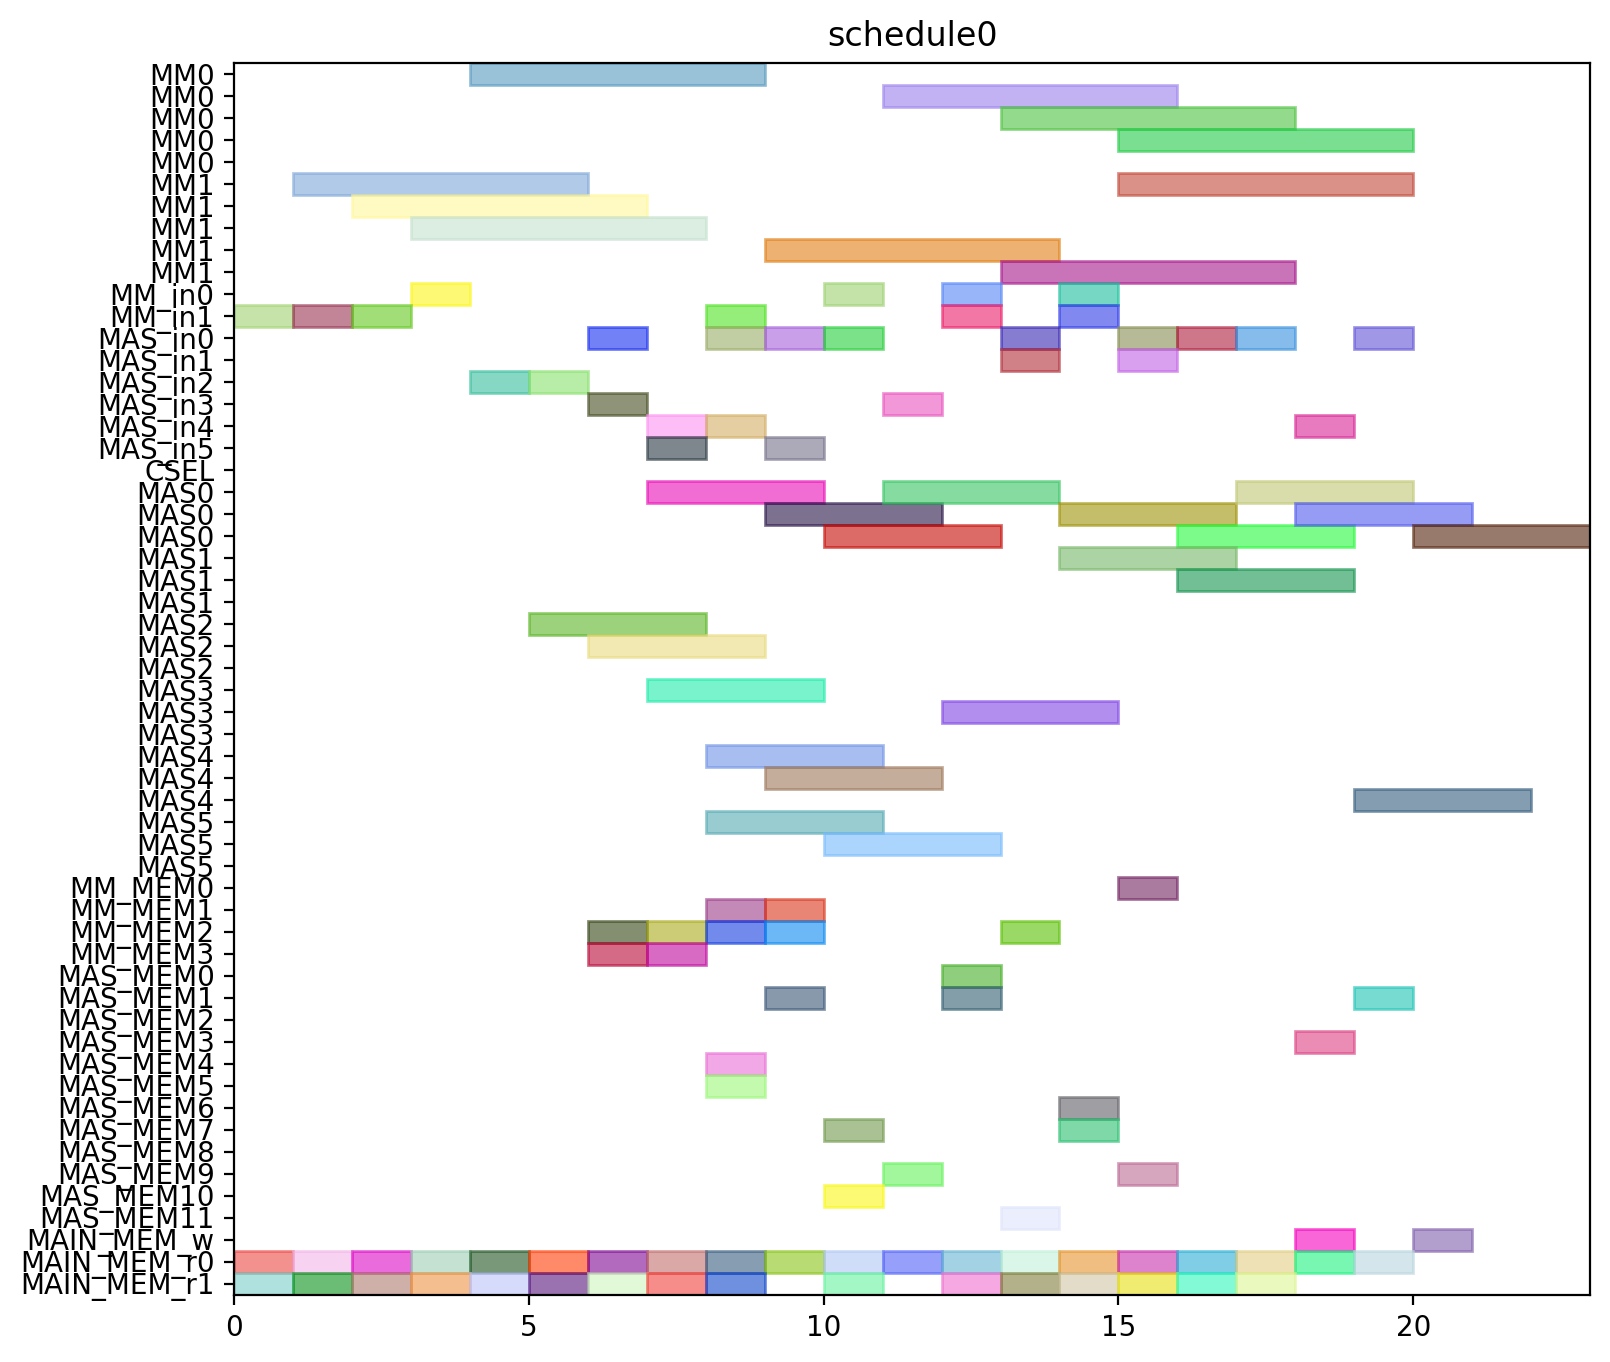 schedule0
MM0
MM0
MM0
MM0
MM0
MM1
MM1
MM1
MM1
MM1
MM_in0
MM_in1
MAS_in0
MAS_in1
MAS_in2
MAS_in3
MAS_in4
MAS_in5
CSEL
MAS0
MAS0
MAS0
MAS1
MAS1
MAS1
MAS2
MAS2
MAS2
MAS3
MAS3
MAS3
MAS4
MAS4
MAS4
MAS5
MAS5
MAS5
MM_MEM0
MM_MEM1
MM_MEM2
MM_MEM3
MAS_MEM0
MAS_MEM1
MAS_MEM2
MAS_MEM3
MAS_MEM4
MAS_MEM5
MAS_MEM6
MAS_MEM7
MAS_MEM8
MAS_MEM9
MAS_MEM10
MAS_MEM11
MAIN_MEM_w
MAIN_MEM_r0
MAIN_MEM_r1
0 5 10 15 20